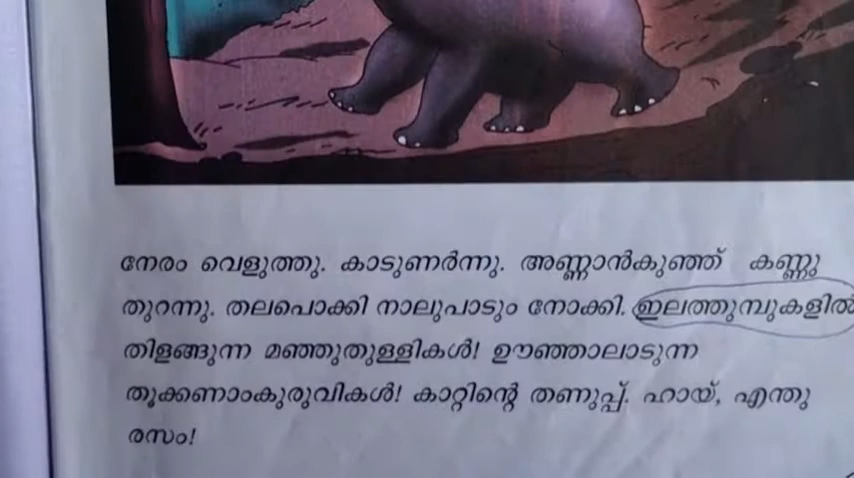 നേരം വെളുത്തു. കാടുണർന്നു. അണ്ണാൻകുഞ്ഞ് കണ്ണു
തുറന്നു. തലപൊക്കി നാലുപാടും നോക്കി. ഇലത്തുമ്പുകളിൽ
തിളങ്ങുന്ന മഞ്ഞുതുള്ളികൾ! ഊഞ്ഞാലാടുന്ന
തൂക്കണാംകുരുവികൾ! കാറ്റിന്റെ തണുപ്പ്. ഹായ്, എന്തു
രസം!